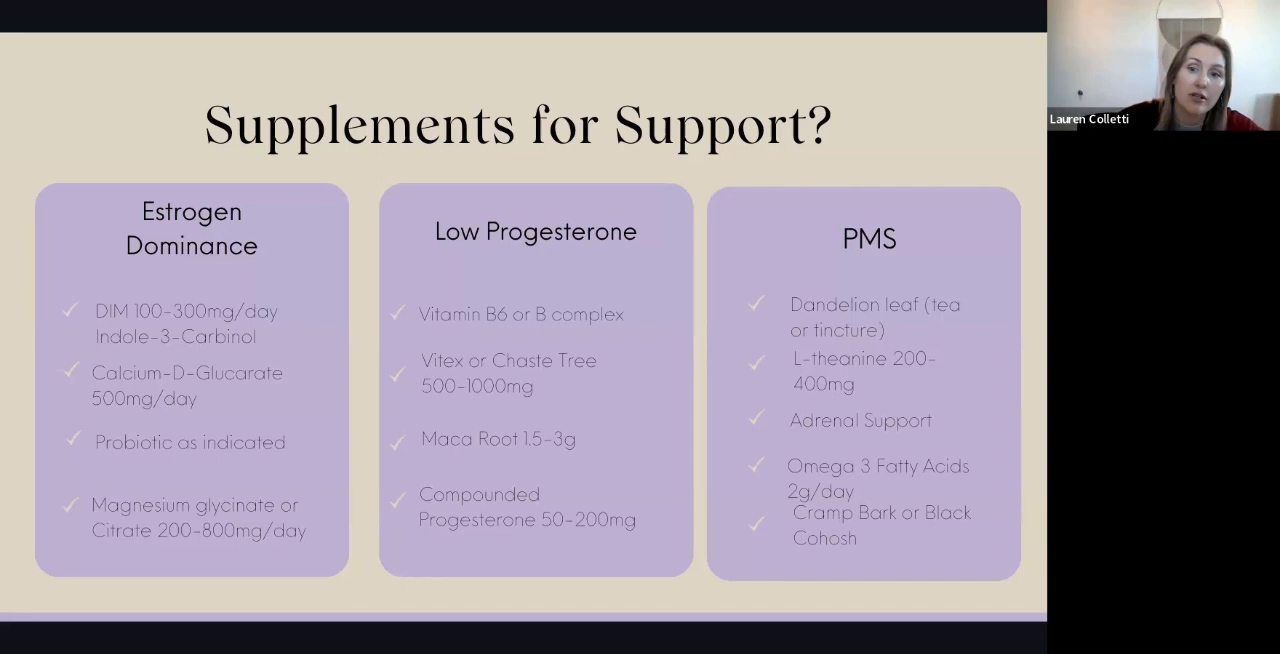 Supplements for Support?
Estrogen
Dominance
DIM 100-300mg/day
Indole-3-Carbinol
Calcium-D-Glucarate
500mg/day
Probiotic as indicated
Magnesium glycinate or
Citrate 200-800mg/day
Low Progesterone
Vitamin B6 or B complex
Vitex or Chaste Tree
500-1000mg
Maca Root 1.5-3g
Compounded
Progesterone 50-200mg
PMS
Dandelion leaf (tea
or tincture)
L-theanine 200-
400mg
Adrenal Support
Omega 3 Fatty Acids
2g/day
Cramp Bark or Black
Cohosh
Lauren Colletti